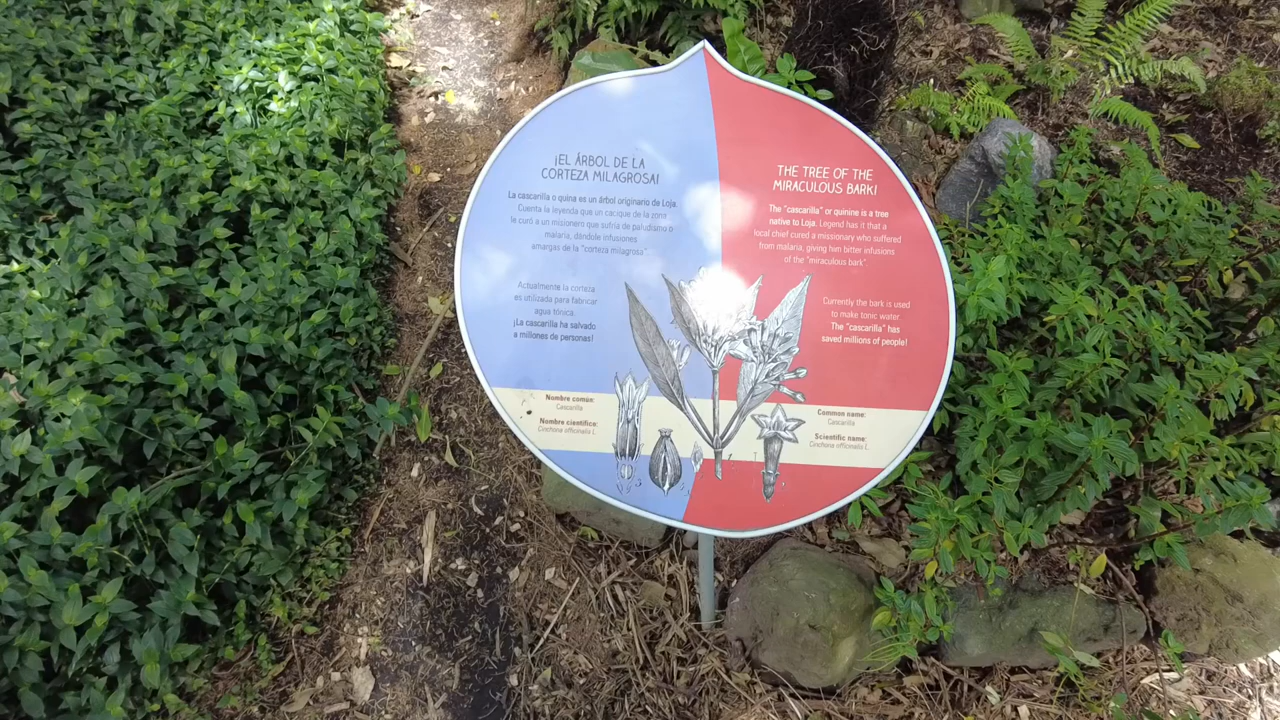 ¡EL ÁRBOL DE LA
CORTEZA MILAGROSA!
La cascarilla o quina es un árbol originario de Loja.
Cuenta la leyenda que un cacique de la zona
le curó a un misionero que sufría de paludismo o
malaria, dándole infusiones
amargas de la "corteza milagrosa".
Actualmente la corteza
es utilizada para fabricar
agua tónica.
¡La cascarilla ha salvado
a millones de personas!
Nombre común:
Cascarilla
Nombre científico:
Cinchona officinalis L.
THE TREE OF THE
MIRACULOUS BARK!
The "cascarilla" or quinine is a tree
native to Loja. Legend has it that a
local chief cured a missionary who suffered
from malaria, giving him bitter infusions
of the "miraculous bark".
Currently the bark is used
to make tonic water.
The "cascarilla" has
saved millions of people!
Common name:
Cascarilla
Scientific name:
Cinchona officinalis L.